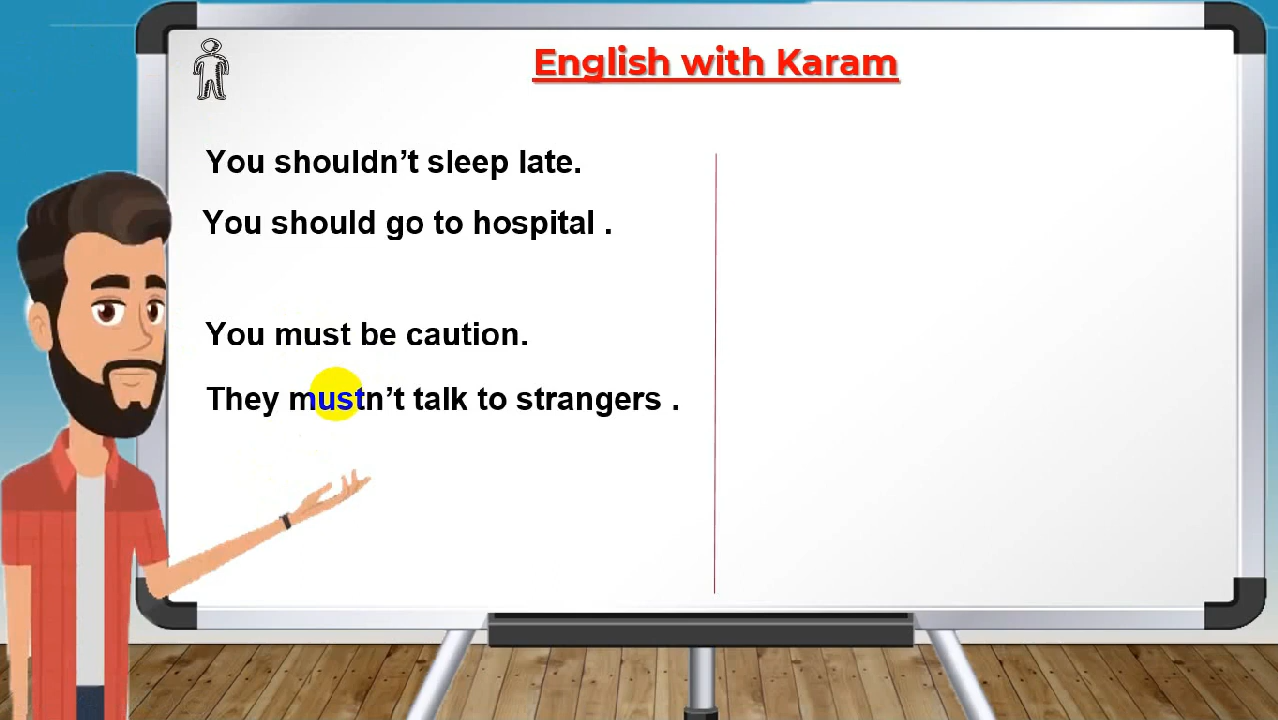 English with Karam
You shouldn’t sleep late.
You should go to hospital .
You must be caution.
They mustn’t talk to strangers .